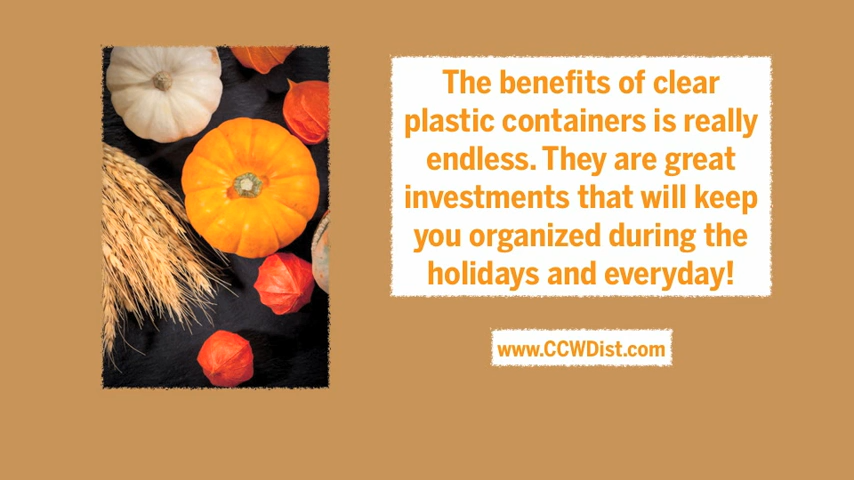 The benefits of clear
plastic containers is really
endless. They are great
investments that will keep
you organized during the
holidays and everyday!
www.CCWDist.com